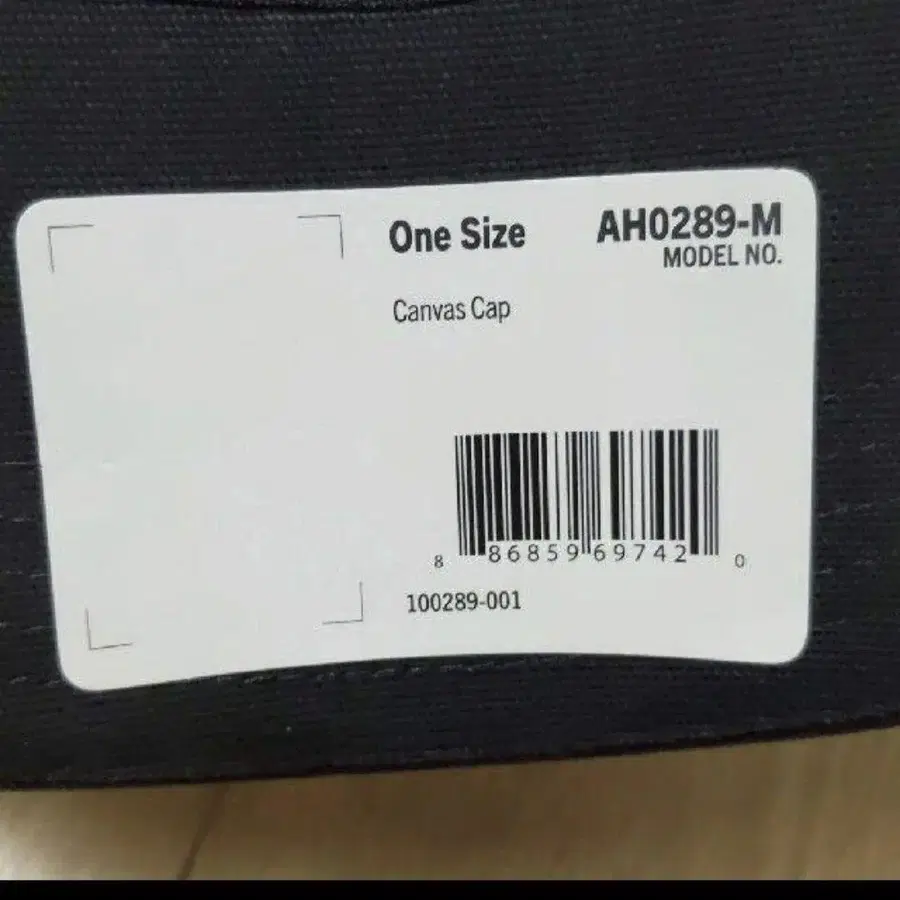 One Size
AH0289-M
MODEL NO.
Canvas Cap
8 86859 69742 0
100289-001